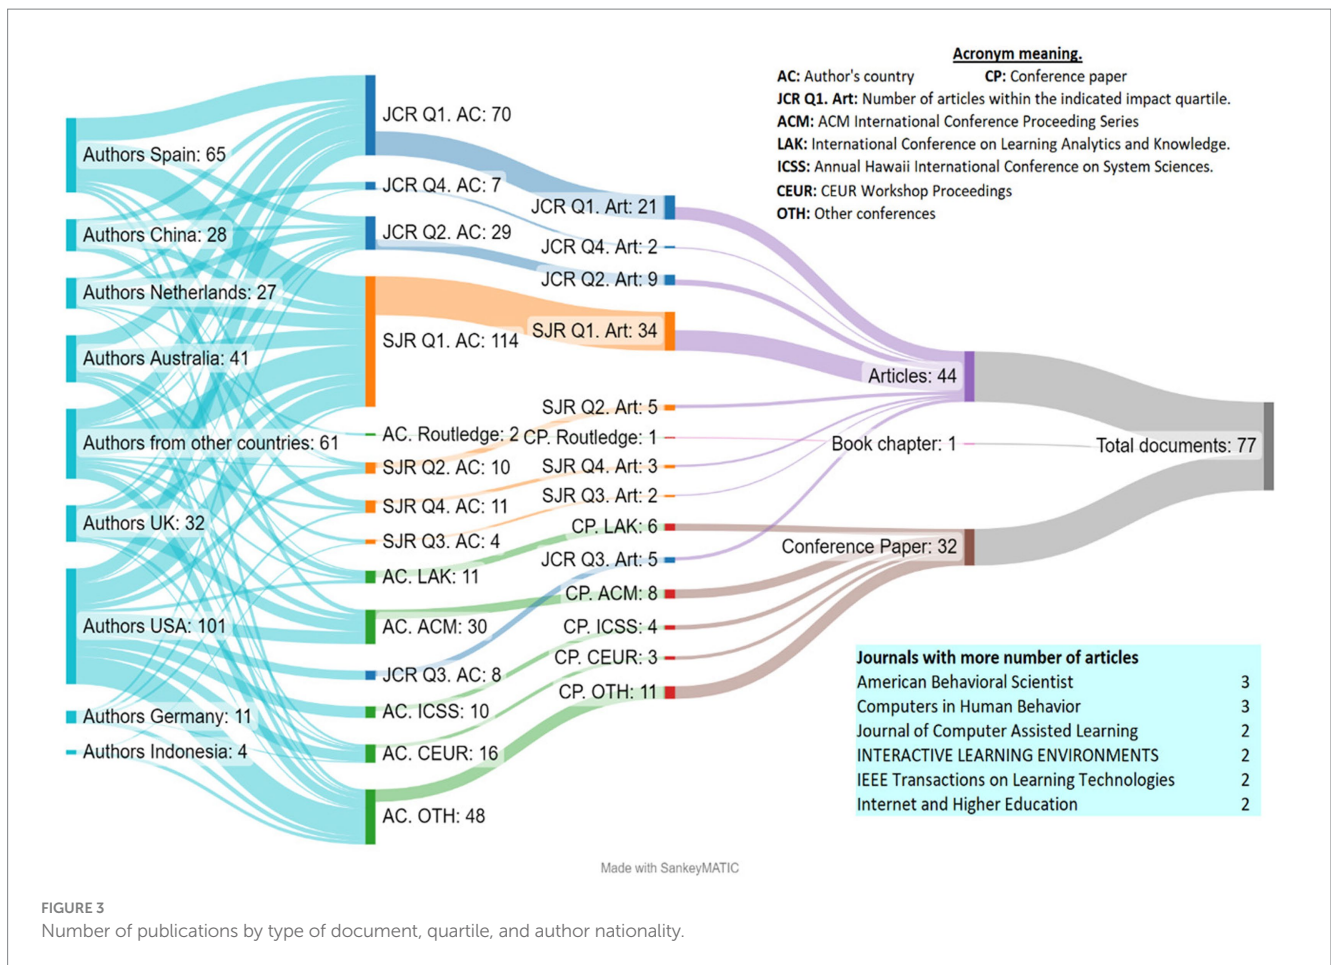 Acronym meaning.
AC: Author's country CP: Conference paper
JCR Q1. Art: Number of articles within the indicated impact quartile.
ACM: ACM International Conference Proceeding Series
LAK: International Conference on Learning Analytics and Knowledge.
ICSS: Annual Hawaii International Conference on System Sciences.
CEUR: CEUR Workshop Proceedings
OTH: Other conferences
Authors Spain: 65
Authors China: 28
Authors Netherlands: 27
Authors Australia: 41
Authors from other countries: 61
Authors UK: 32
Authors USA: 101
Authors Germany: 11
Authors Indonesia: 4
JCR Q1. AC: 70
JCR Q4. AC: 7
JCR Q2. AC: 29
SJR Q1. AC: 114
AC. Routledge: 2
SJR Q2. AC: 10
SJR Q4. AC: 11
SJR Q3. AC: 4
AC. LAK: 11
AC. ACM: 30
JCR Q3. AC: 8
AC. ICSS: 10
AC. CEUR: 16
AC. OTH: 48
JCR Q1. Art: 21
JCR Q4. Art: 2
JCR Q2. Art: 9
SJR Q1. Art: 34
SJR Q2. Art: 5
CP. Routledge: 1
SJR Q4. Art: 3
SJR Q3. Art: 2
CP. LAK: 6
JCR Q3. Art: 5
CP. ACM: 8
CP. ICSS: 4
CP. CEUR: 3
CP. OTH: 11
Articles: 44
Book chapter: 1
Conference Paper: 32
Total documents: 77
Journals with more number of articles
American Behavioral Scientist 3
Computers in Human Behavior 3
Journal of Computer Assisted Learning 2
INTERACTIVE LEARNING ENVIRONMENTS 2
IEEE Transactions on Learning Technologies 2
Internet and Higher Education 2
Made with SankeyMATIC
FIGURE 3
Number of publications by type of document, quartile, and author nationality.